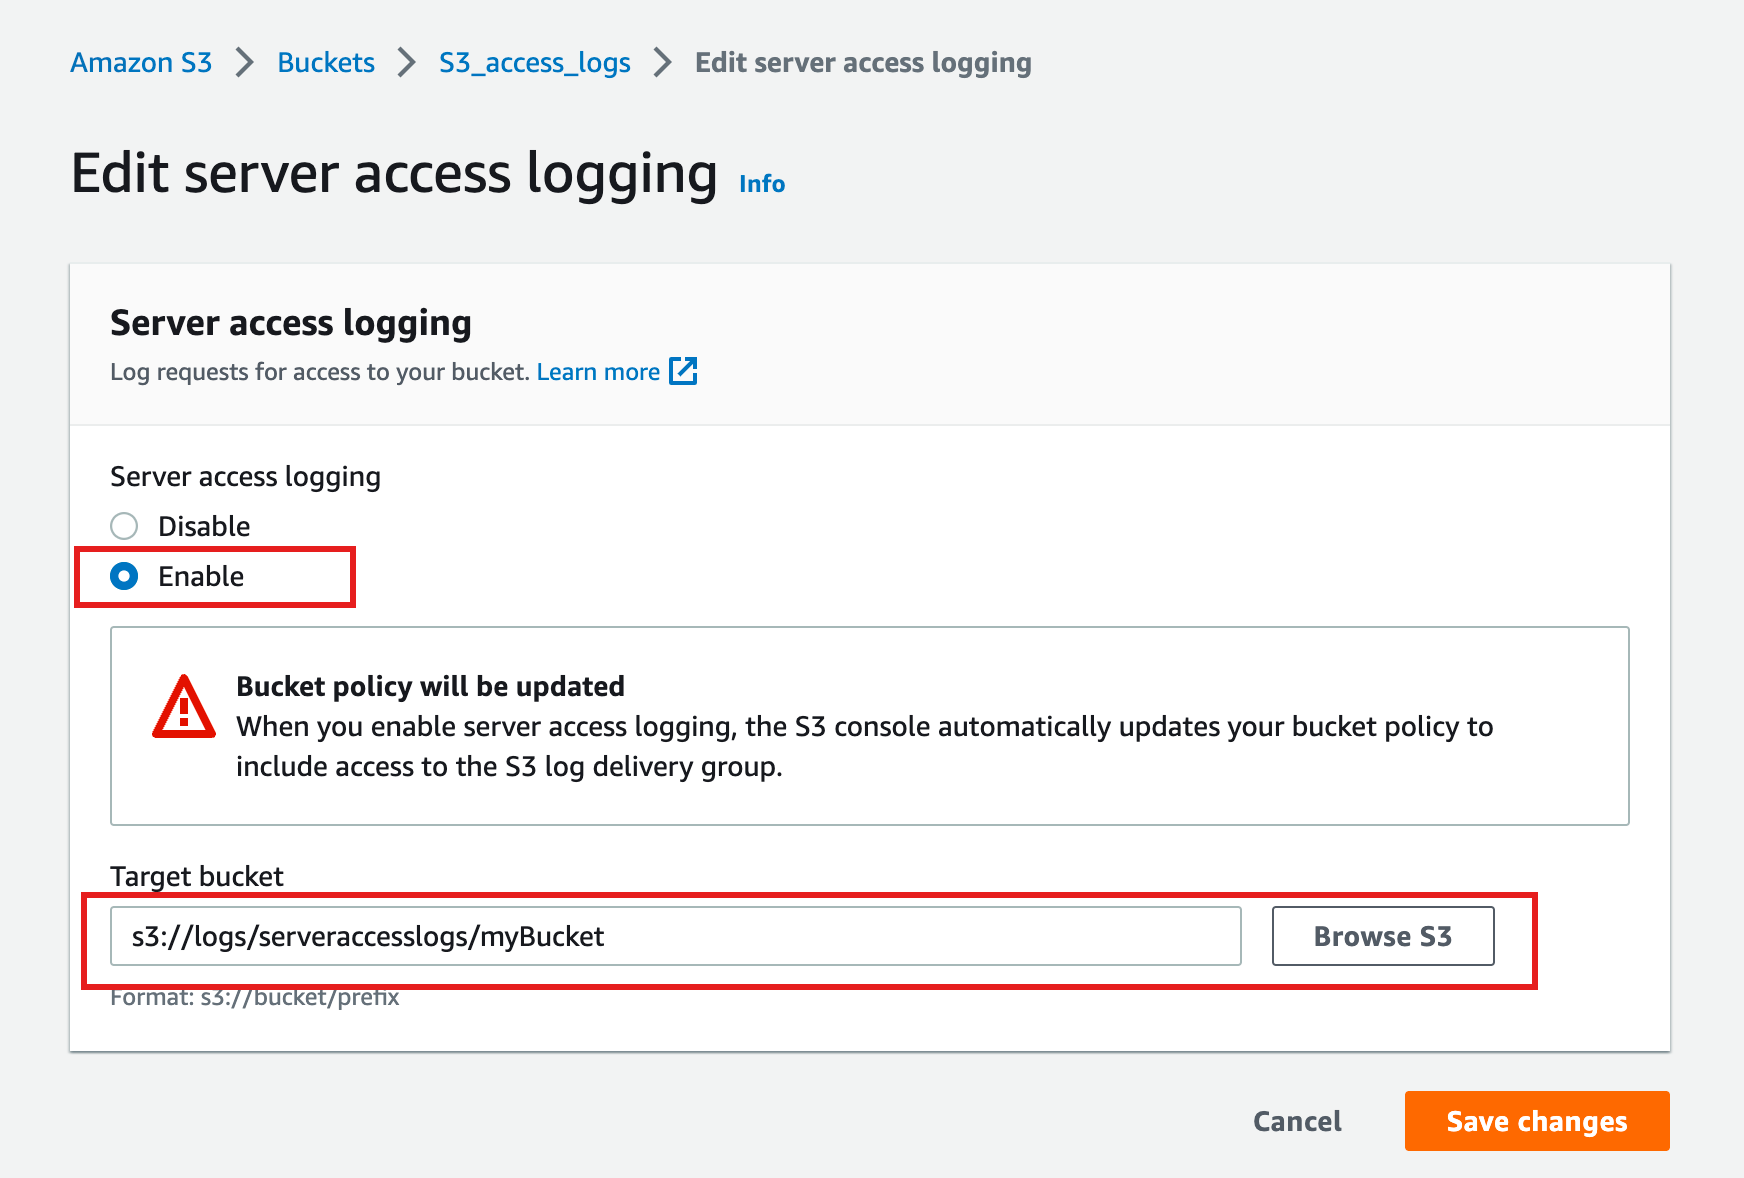 Amazon S3 > Buckets > S3_access_logs > Edit server access logging
Edit server access logging Info
Server access logging
Log requests for access to your bucket. Learn more
Server access logging
Disable
Enable
Bucket policy will be updated
When you enable server access logging, the S3 console automatically updates your bucket policy to
include access to the S3 log delivery group.
Target bucket
s3://logs/serveraccesslogs/myBucket Browse S3
Format: s3://bucket/prefix
Cancel Save changes